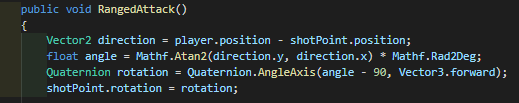 public void RangedAttack()
{
Vector2 direction = player.position - shotPoint.position;
float angle = Mathf.Atan2(direction.y, direction.x) * Mathf.Rad2Deg;
Quaternion rotation = Quaternion.AngleAxis(angle - 90, Vector3.forward);
shotPoint.rotation = rotation;